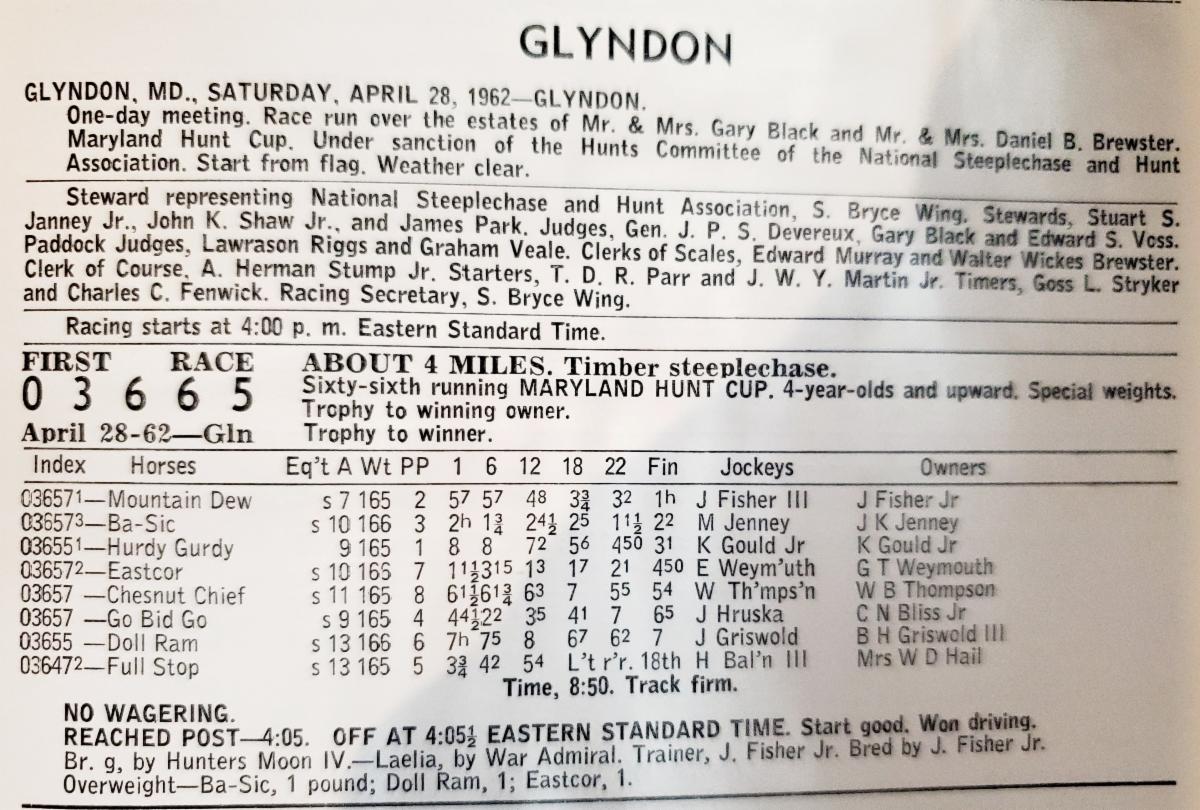 GLYNDON
GLYNDON, MD., SATURDAY, APRIL 28, 1962—GLYNDON.
One-day meeting. Race run over the estates of Mr. & Mrs. Gary Black and Mr. & Mrs. Daniel B. Brewster.
Maryland Hunt Cup. Under sanction of the Hunts Committee of the National Steeplechase and Hunt
Association. Start from flag. Weather clear.
Steward representing National Steeplechase and Hunt Association, S. Bryce Wing. Stewards, Stuart S.
Janney Jr., John K. Shaw Jr., and James Park. Judges, Gen. J. P. S. Devereux, Gary Black and Edward S. Voss.
Paddock Judges, Lawrason Riggs and Graham Veale. Clerks of Scales, Edward Murray and Walter Wickes Brewster.
Clerk of Course, A. Herman Stump Jr. Starters, T. D. R. Parr and J. W. Y. Martin Jr. Timers, Goss L. Stryker
and Charles C. Fenwick. Racing Secretary, S. Bryce Wing.
Racing starts at 4:00 p. m. Eastern Standard Time.
FIRST RACE ABOUT 4 MILES. Timber steeplechase.
0 3 6 6 5 Sixty-sixth running MARYLAND HUNT CUP. 4-year-olds and upward. Special weights.
Trophy to winning owner.
April 28-62—Gln Trophy to winner.
Index Horses Eq't A Wt PP 1 6 12 18 22 Fin Jockeys Owners
03657¹—Mountain Dew s 7 165 2 5⁷ 5⁷ 4⁸ 3¾ 3² 1h J Fisher III J Fisher Jr
03657³—Ba-Sic s 10 166 3 2h 1¾ 24½ 2⁵ 11½ 2² M Jenney J K Jenney
03655¹—Hurdy Gurdy 9 165 1 8 8 7² 5⁶ 4⁵⁰ 3¹ K Gould Jr K Gould Jr
03657²—Eastcor s 10 166 7 11½ 3¹⁵ 1³ 1⁷ 2¹ 4⁵⁰ E Weym'uth G T Weymouth
03657 —Chesnut Chief s 11 165 8 61½ 61¾ 6³ 7 5⁵ 5⁴ W Th'mps'n W B Thompson
03657 —Go Bid Go s 9 165 4 44½ 2² 3⁵ 4¹ 7 6⁵ J Hruska C N Bliss Jr
03655 —Doll Ram s 13 166 6 7h 7⁵ 8 6⁷ 6² 7 J Griswold B H Griswold III
03647²—Full Stop s 13 165 5 3¾ 4² 5⁴ L't r'r. 18th H Bal'n III Mrs W D Hail
Time, 8:50. Track firm.
NO WAGERING.
REACHED POST—4:05. OFF AT 4:05½ EASTERN STANDARD TIME. Start good. Won driving.
Br. g, by Hunters Moon IV.—Laelia, by War Admiral. Trainer, J. Fisher Jr. Bred by J. Fisher Jr.
Overweight—Ba-Sic, 1 pound; Doll Ram, 1; Eastcor, 1.